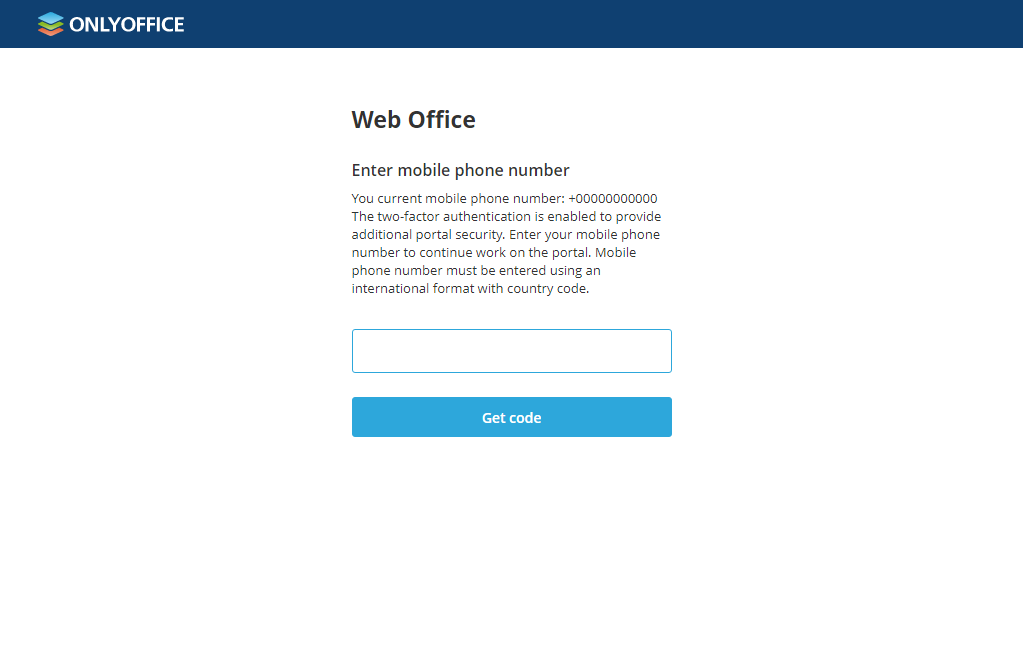 ONLYOFFICE
Web Office
Enter mobile phone number
You current mobile phone number: +00000000000
The two-factor authentication is enabled to provide
additional portal security. Enter your mobile phone
number to continue work on the portal. Mobile
phone number must be entered using an
international format with country code.
Get code